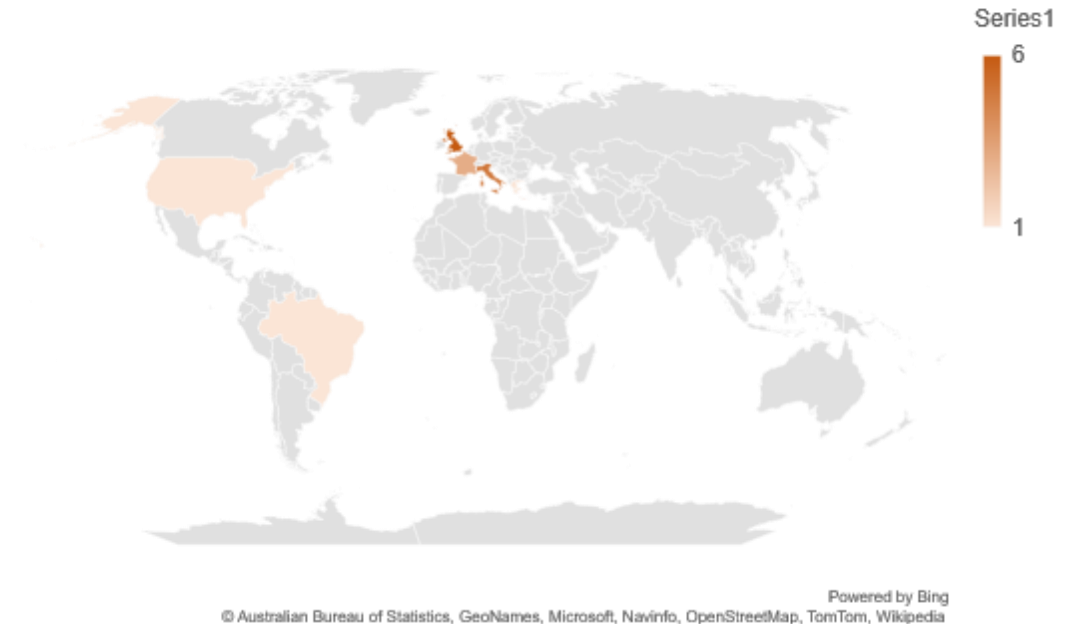 Series1
6
1
Powered by Bing
© Australian Bureau of Statistics, GeoNames, Microsoft, Navinfo, OpenStreetMap, TomTom, Wikipedia